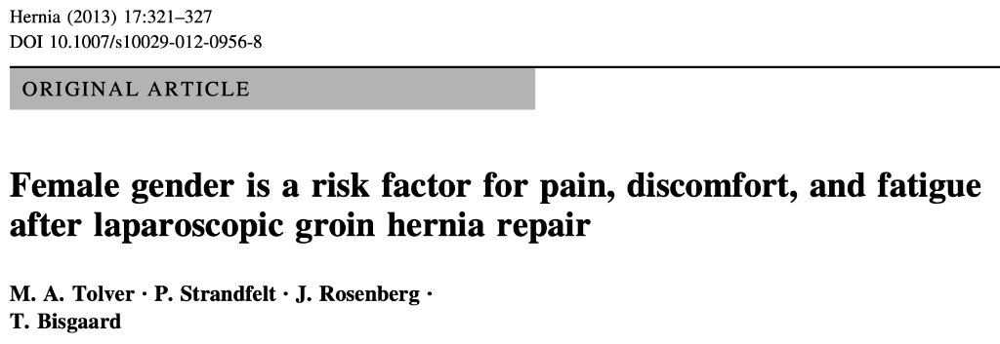 Hernia (2013) 17:321–327
DOI 10.1007/s10029-012-0956-8
ORIGINAL ARTICLE
Female gender is a risk factor for pain, discomfort, and fatigue
after laparoscopic groin hernia repair
M. A. Tolver · P. Strandfelt · J. Rosenberg ·
T. Bisgaard